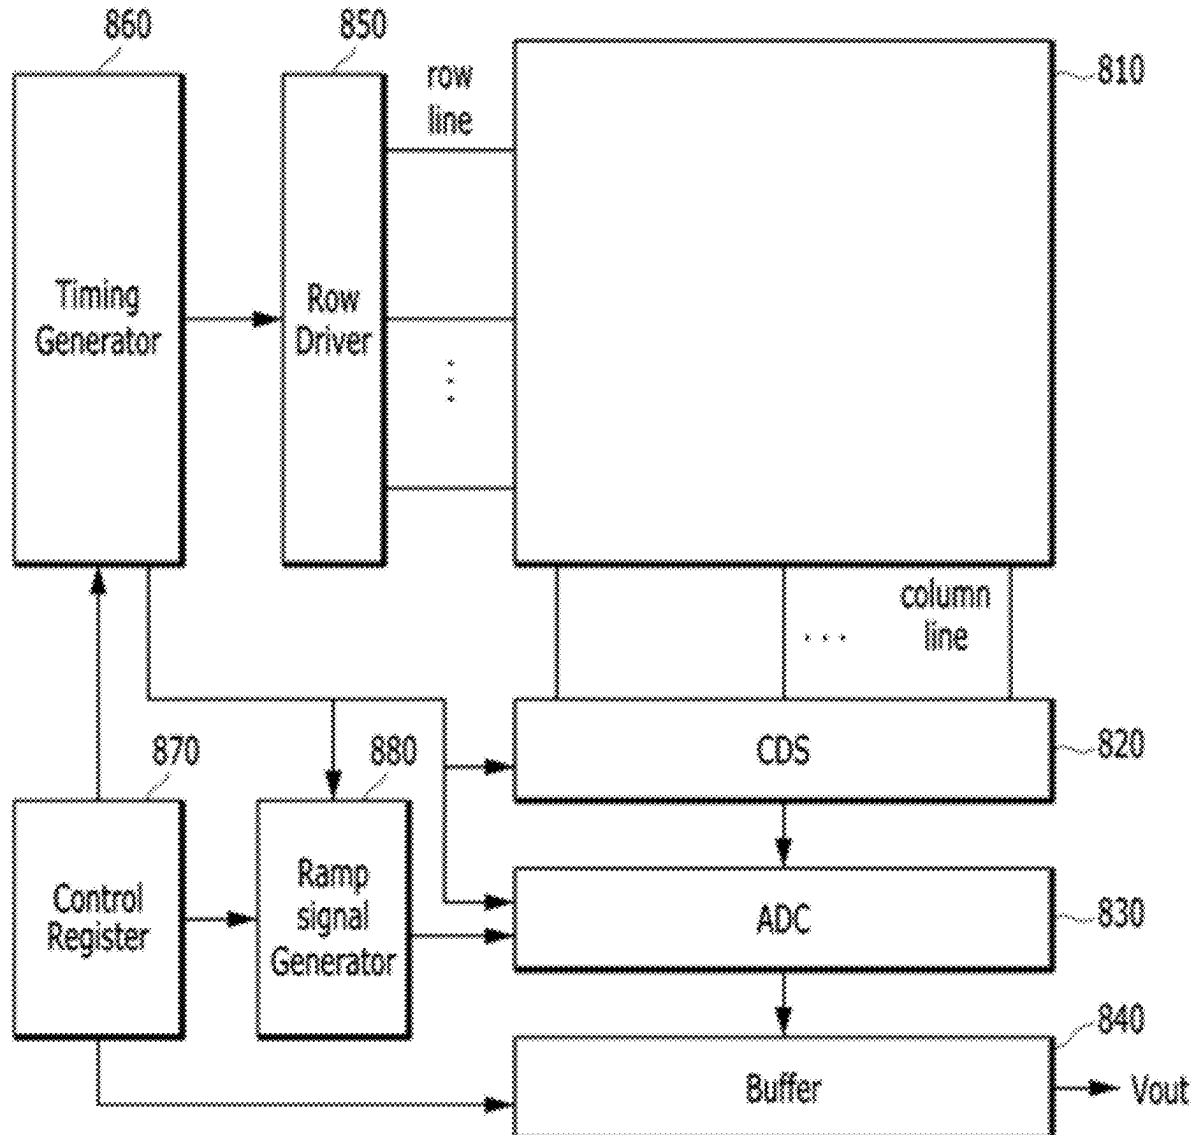 860
850
row
line
810
Timing
Generator
Row
Driver
column
line
870
880
CDS
820
Control
Register
Ramp
signal
Generator
ADC
830
840
Buffer
Vout